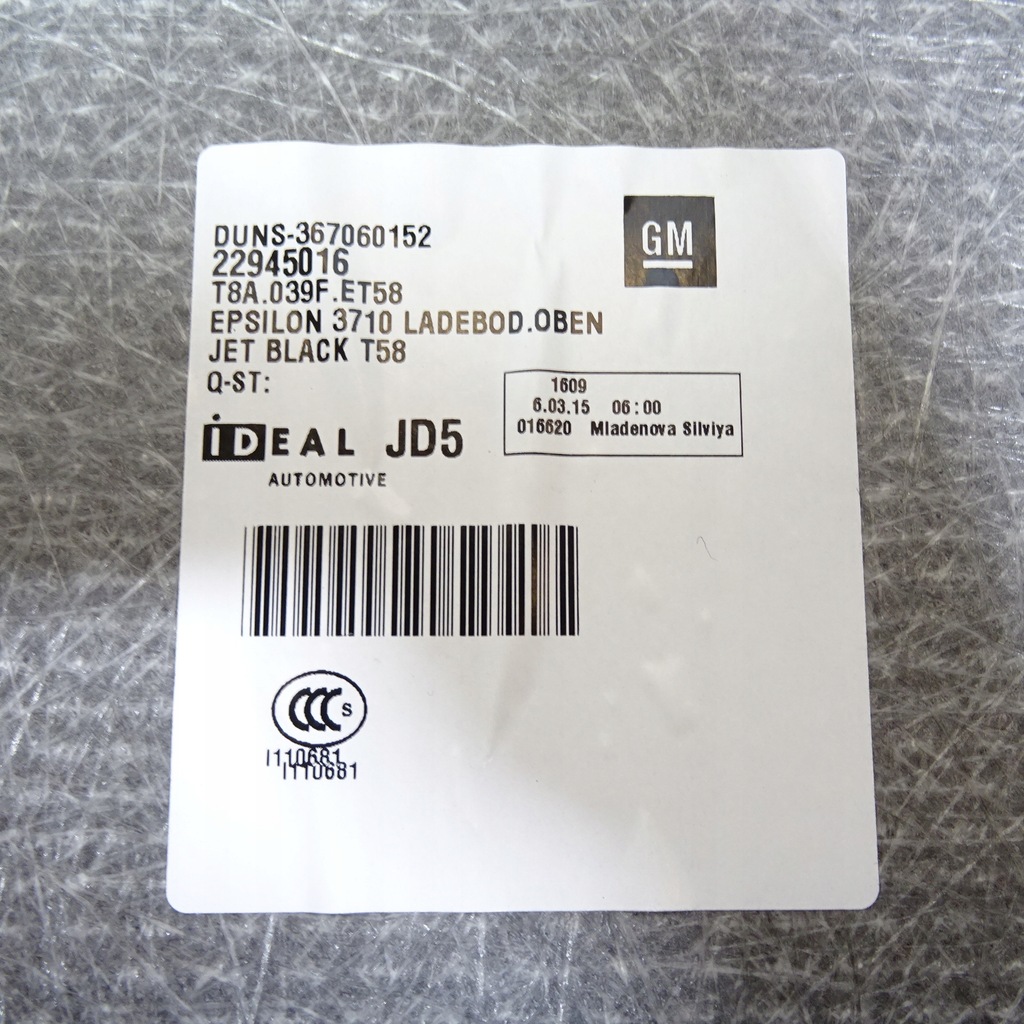 DUNS-367060152
GM
22945016
T8A.039F.ET58
EPSILON 3710 LADEBOD.OBEN
JET BLACK T58
Q-ST:
1609
6.03.15 06:00
016620 Mladenova Silviya
iDEAL JD5
AUTOMOTIVE
CCC S
I110681
I110681